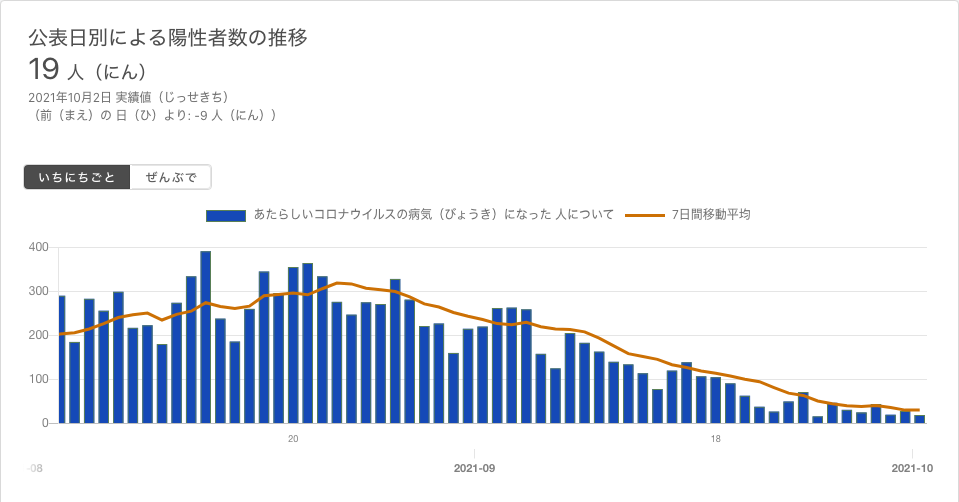 公表日別による陽性者数の推移
19 人（にん）
2021年10月2日 実績値（じっせきち）
（前（まえ）の 日（ひ）より: -9 人（にん））
いちにちごと ぜんぶで
あたらしいコロナウイルスの病気（びょうき）になった 人について 7日間移動平均
400
300
200
100
0
20 18
-08 2021-09 2021-10